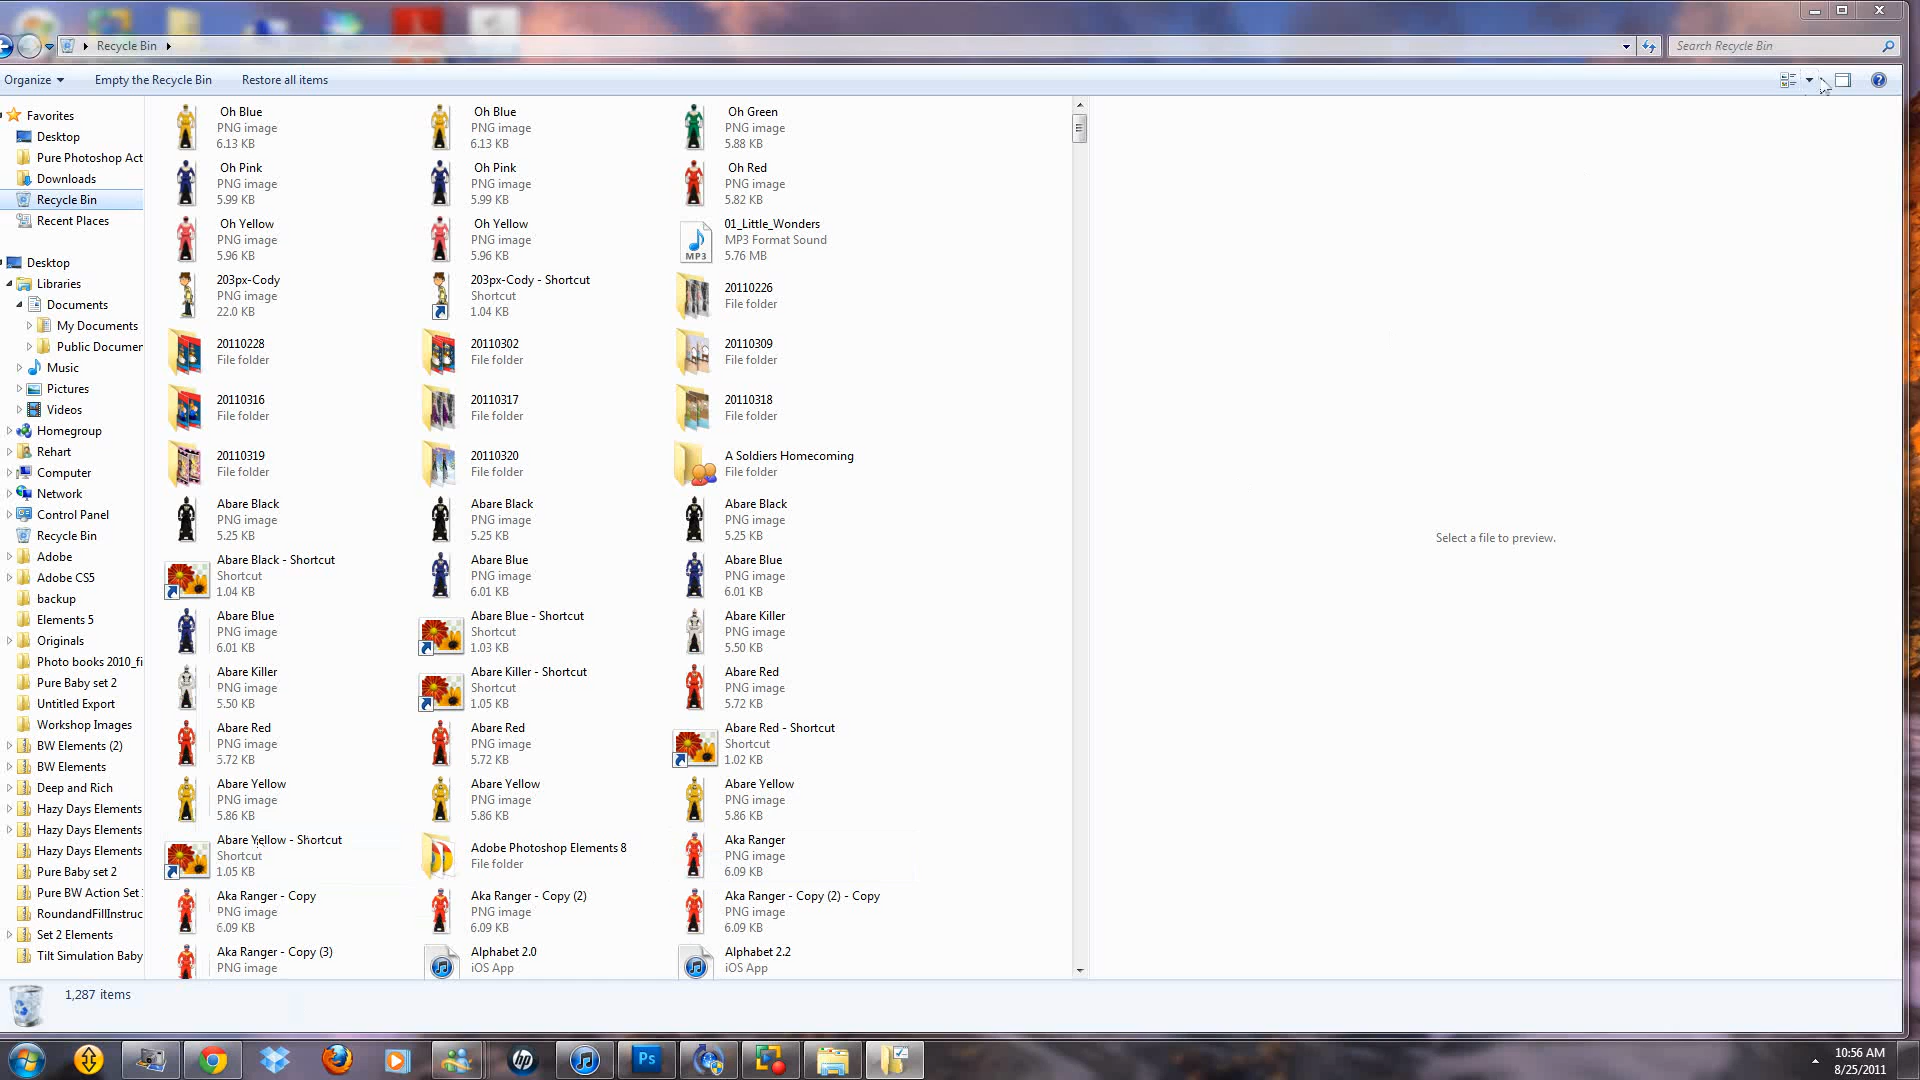 Recycle Bin
Search Recycle Bin
Organize
Empty the Recycle Bin
Restore all items
Favorites
Desktop
Pure Photoshop Act
Downloads
Recycle Bin
Recent Places
Desktop
Libraries
Documents
My Documents
Public Documen
Music
Pictures
Videos
Homegroup
Rehart
Computer
Network
Control Panel
Recycle Bin
Adobe
Adobe CS5
backup
Elements 5
Originals
Photo books 2010_fi
Pure Baby set 2
Untitled Export
Workshop Images
BW Elements (2)
BW Elements
Deep and Rich
Hazy Days Elements
Hazy Days Elements
Hazy Days Elements
Pure Baby set 2
Pure BW Action Set
RoundandFillInstruc
Set 2 Elements
Tilt Simulation Baby
Oh Blue
PNG image
6.13 KB
Oh Blue
PNG image
6.13 KB
Oh Green
PNG image
5.88 KB
Oh Pink
PNG image
5.99 KB
Oh Pink
PNG image
5.99 KB
Oh Red
PNG image
5.82 KB
Oh Yellow
PNG image
5.96 KB
Oh Yellow
PNG image
5.96 KB
01_Little_Wonders
MP3 Format Sound
5.76 MB
MP3
203px-Cody
PNG image
22.0 KB
203px-Cody - Shortcut
Shortcut
1.04 KB
20110226
File folder
20110228
File folder
20110302
File folder
20110309
File folder
20110316
File folder
20110317
File folder
20110318
File folder
20110319
File folder
20110320
File folder
A Soldiers Homecoming
File folder
Abare Black
PNG image
5.25 KB
Abare Black
PNG image
5.25 KB
Abare Black
PNG image
5.25 KB
Abare Black - Shortcut
Shortcut
1.04 KB
Abare Blue
PNG image
6.01 KB
Abare Blue
PNG image
6.01 KB
Abare Blue
PNG image
6.01 KB
Abare Blue - Shortcut
Shortcut
1.03 KB
Abare Killer
PNG image
5.50 KB
Abare Killer
PNG image
5.50 KB
Abare Killer - Shortcut
Shortcut
1.05 KB
Abare Red
PNG image
5.72 KB
Abare Red
PNG image
5.72 KB
Abare Red
PNG image
5.72 KB
Abare Red - Shortcut
Shortcut
1.02 KB
Abare Yellow
PNG image
5.86 KB
Abare Yellow
PNG image
5.86 KB
Abare Yellow
PNG image
5.86 KB
Abare Yellow - Shortcut
Shortcut
1.05 KB
Adobe Photoshop Elements 8
File folder
Aka Ranger
PNG image
6.09 KB
Aka Ranger - Copy
PNG image
6.09 KB
Aka Ranger - Copy (2)
PNG image
6.09 KB
Aka Ranger - Copy (2) - Copy
PNG image
6.09 KB
Aka Ranger - Copy (3)
PNG image
Alphabet 2.0
iOS App
Alphabet 2.2
iOS App
Select a file to preview.
1,287 items
hp
Ps
10:56 AM
8/25/2011